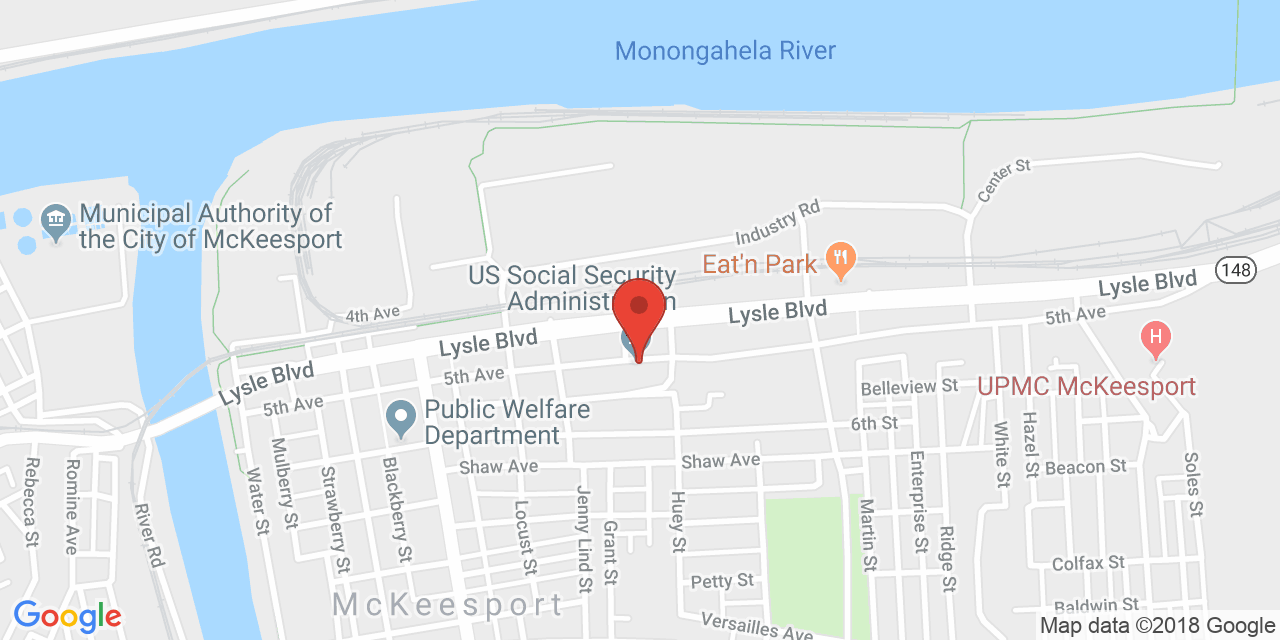 Monongahela River
Center St
Municipal Authority of
the City of McKeesport
Industry Rd
Eat'n Park
US Social Security
Administration
148
Lysle Blvd
4th Ave
Lysle Blvd
5th Ave
Lysle Blvd
H
5th Ave
Lysle Blvd
5th Ave
Belleview St
UPMC McKeesport
Public Welfare
Department
6th St
Shaw Ave
Shaw Ave
Beacon St
Rebecca St
Romine Ave
River Rd
Water St
Mulberry St
Strawberry St
Blackberry St
Locust St
Jenny Lind St
Grant St
Huey St
Martin St
Enterprise St
Ridge St
White St
Hazel St
Soles St
Colfax St
Petty St
McKeesport
Baldwin St
Versailles Ave
Google
Map data ©2018 Google